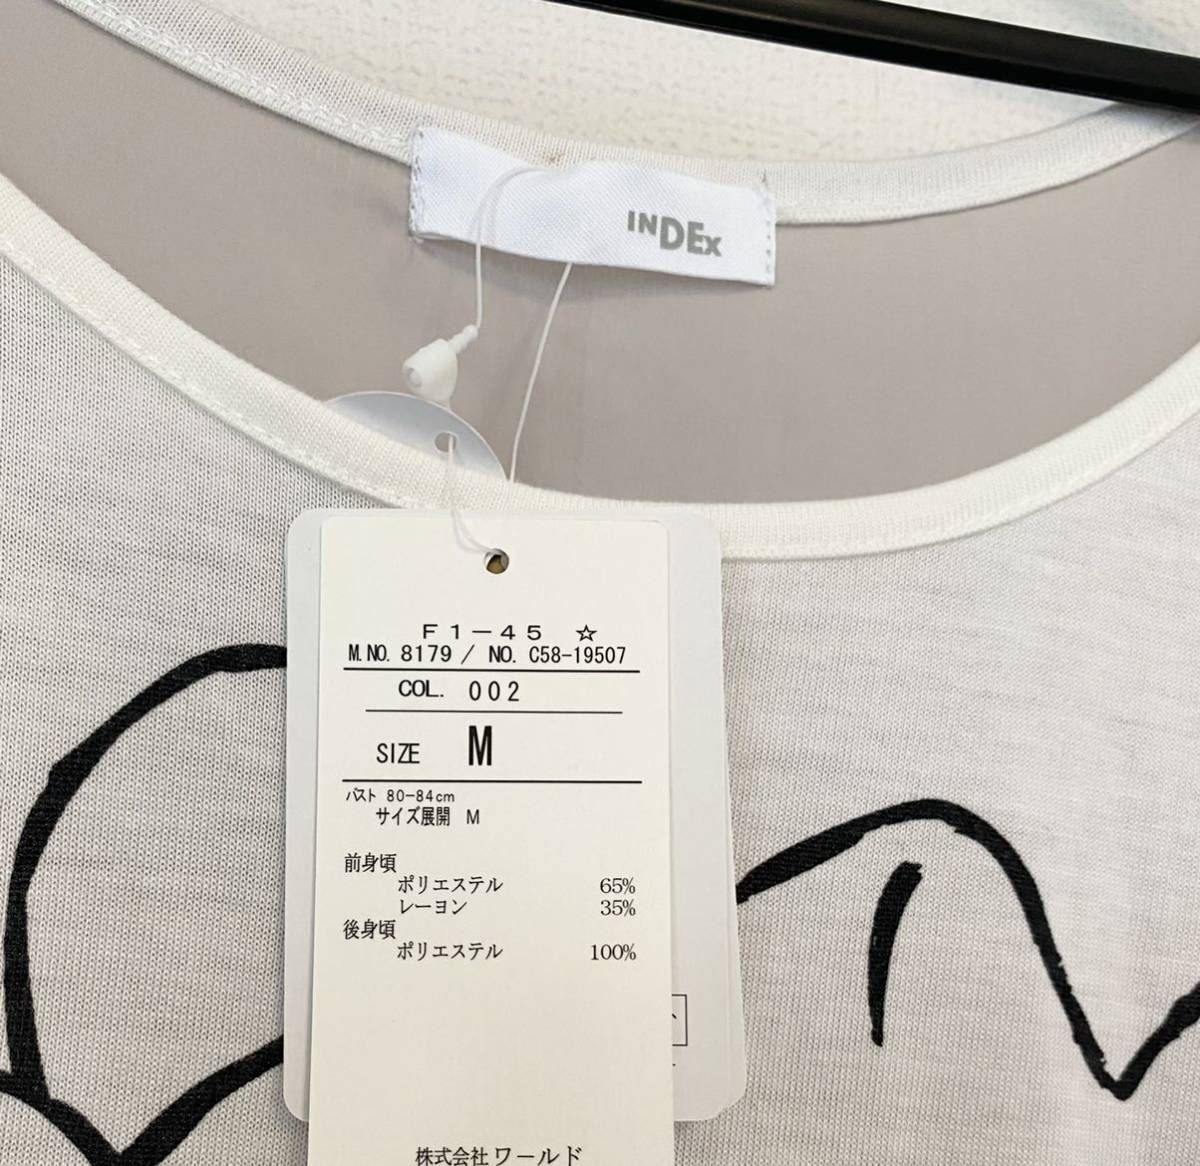 INDEX
F1-45 ☆
M.NO. 8179 / NO. C58-19507
COL. 002
SIZE M
バスト 80-84cm
サイズ展開 M
前身頃
ポリエステル 65%
レーヨン 35%
後身頃
ポリエステル 100%
株式会社ワールド